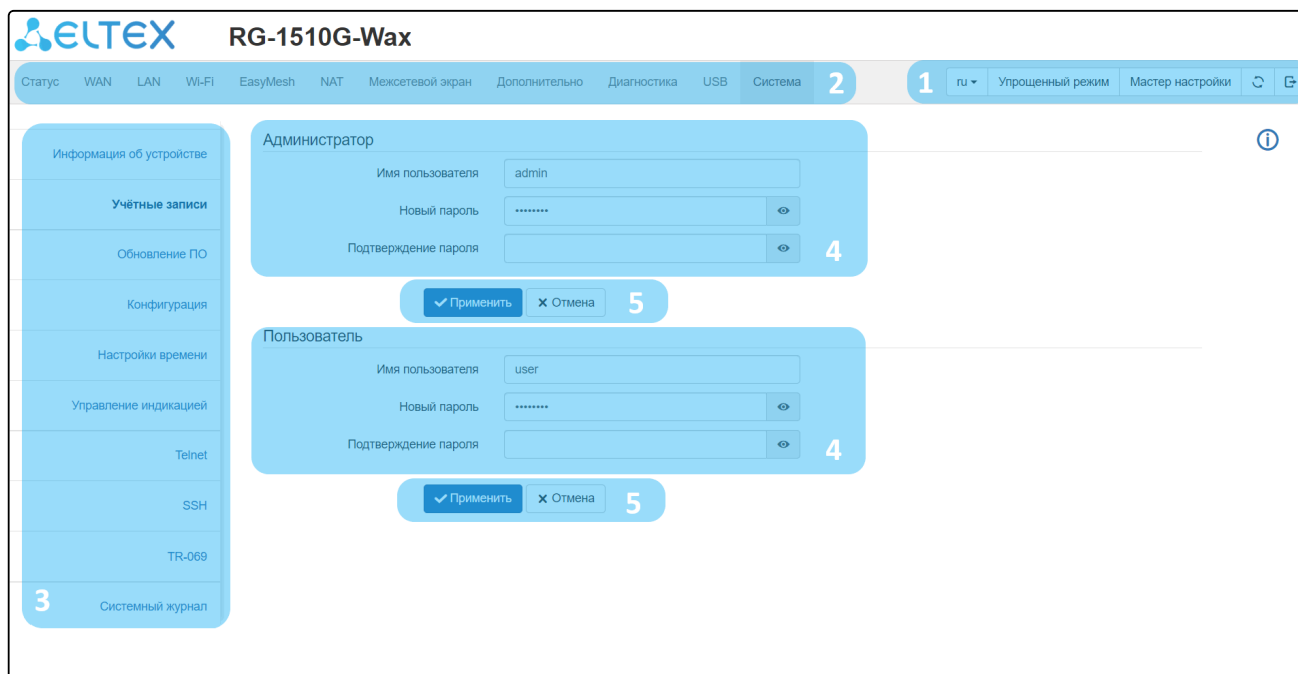 ELTEX RG-1510G-Wax
Статус WAN LAN Wi-Fi EasyMesh NAT Межсетевой экран Дополнительно Диагностика USB Система 2 1 ru Упрощенный режим Мастер настройки
Информация об устройстве
Учётные записи
Обновление ПО
Конфигурация
Настройки времени
Управление индикацией
Telnet
SSH
TR-069
3 Системный журнал
Администратор
Имя пользователя admin
Новый пароль ••••••••
Подтверждение пароля 4
Применить Отмена 5
Пользователь
Имя пользователя user
Новый пароль ••••••••
Подтверждение пароля 4
Применить Отмена 5